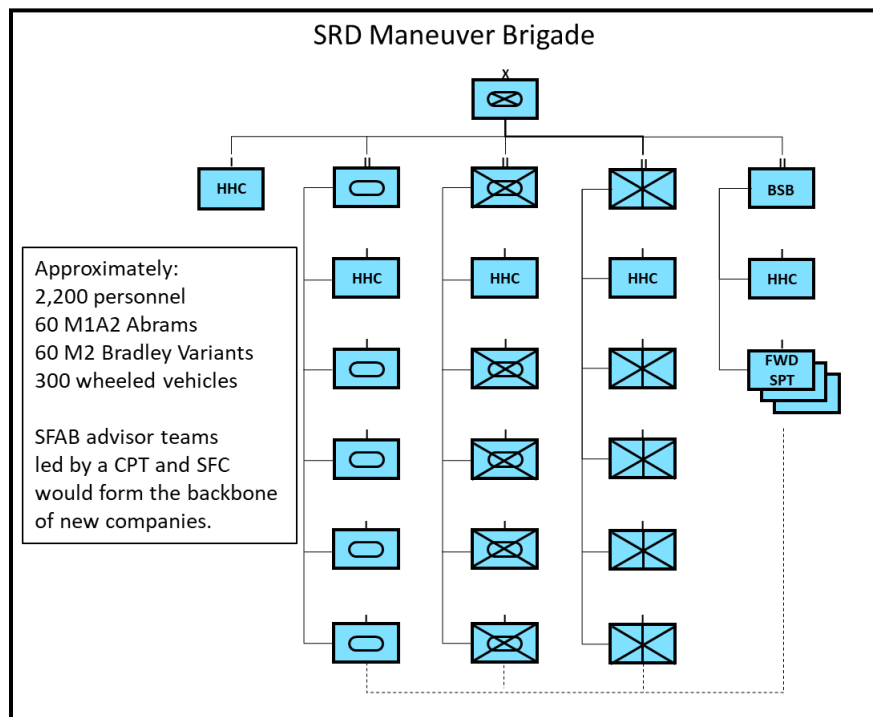 SRD Maneuver Brigade
X
I
II
II
II
II
HHC
BSB
I
I
I
I
HHC
HHC
HHC
HHC
Approximately:
2,200 personnel
60 M1A2 Abrams
60 M2 Bradley Variants
300 wheeled vehicles
SFAB advisor teams
led by a CPT and SFC
would form the backbone
of new companies.
I
I
I
I
FWD
SPT
I
I
I
I
I
I
I
I
I